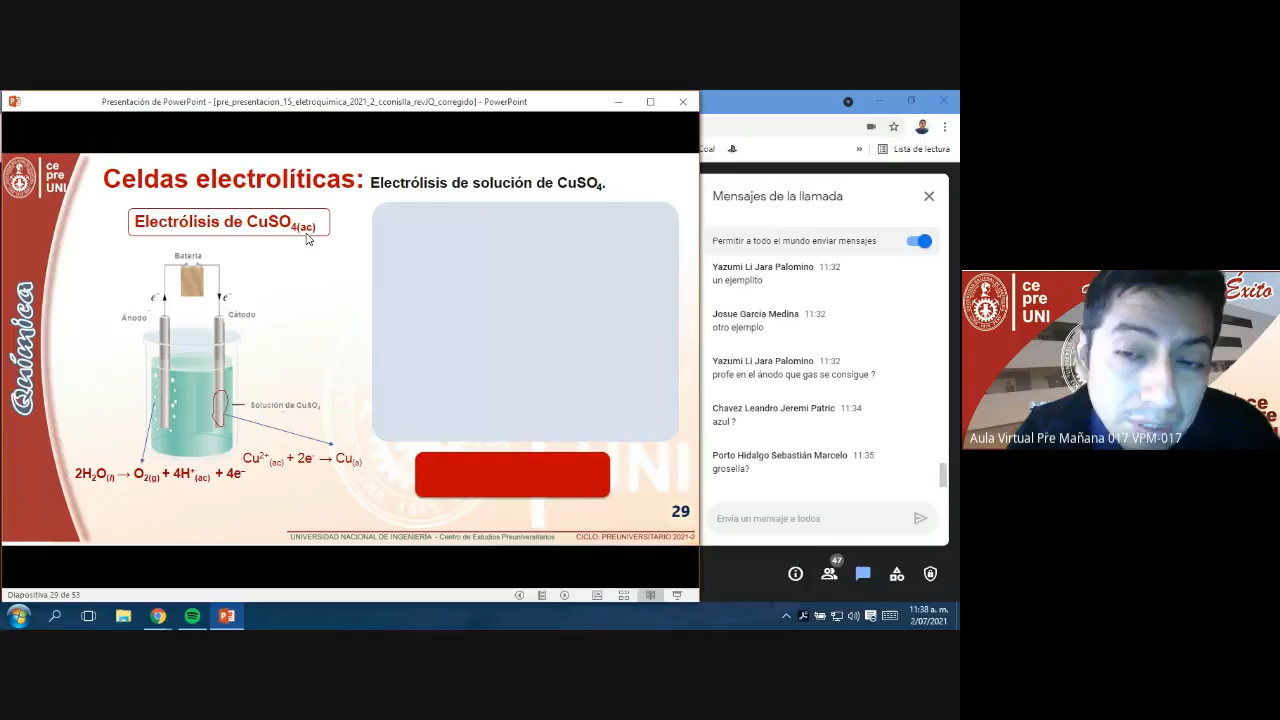 Presentación de PowerPoint - [pre_presentacion_15_eletroquimica_2021_2_cconislla_revJQ_corregido] - PowerPoint
ce
pre
UNI
Química
Celdas electrolíticas: Electrólisis de solución de CuSO4.
Electrólisis de CuSO4(ac)
Batería
e⁻
e⁻
Ánodo
Cátodo
Solución de CuSO4
Cu²⁺(ac) + 2e⁻ → Cu(s)
2H2O(l) → O2(g) + 4H⁺(ac) + 4e⁻
29
UNIVERSIDAD NACIONAL DE INGENIERÍA - Centro de Estudios Preuniversitarios
CICLO: PREUNIVERSITARIO 2021-2
Diapositiva 29 de 53
Coal
»
Lista de lectura
Mensajes de la llamada
Permitir a todo el mundo enviar mensajes
Yazumi Li Jara Palomino 11:32
un ejemplito
Josue Garcia Medina 11:32
otro ejemplo
Yazumi Li Jara Palomino 11:32
profe en el ánodo que gas se consigue ?
Chavez Leandro Jeremi Patric 11:34
azul ?
Porto Hidalgo Sebastián Marcelo 11:35
grosella?
Envía un mensaje a todos
47
11:38 a. m.
2/07/2021
ce
pre
UNI
Éxito
Aula Virtual Pre Mañana 017 VPM-017